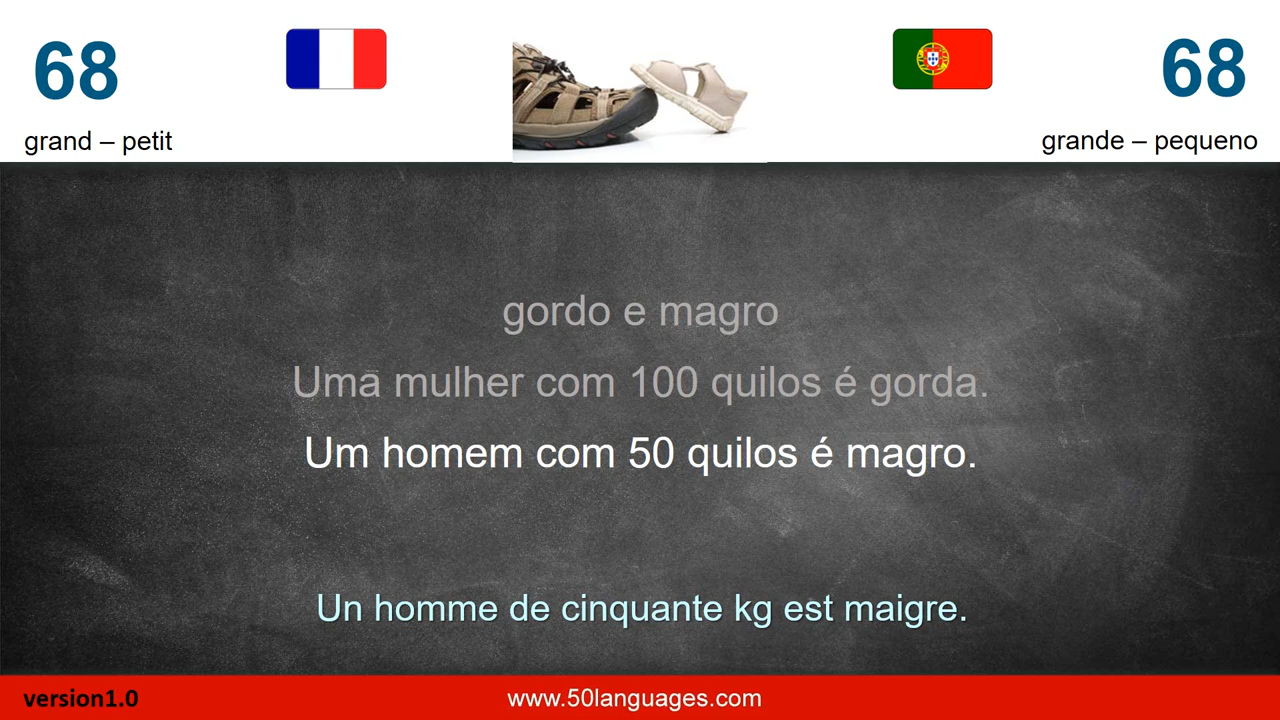 68
68
grand – petit
grande – pequeno
gordo e magro
Uma mulher com 100 quilos é gorda.
Um homem com 50 quilos é magro.
Un homme de cinquante kg est maigre.
version1.0
www.50languages.com